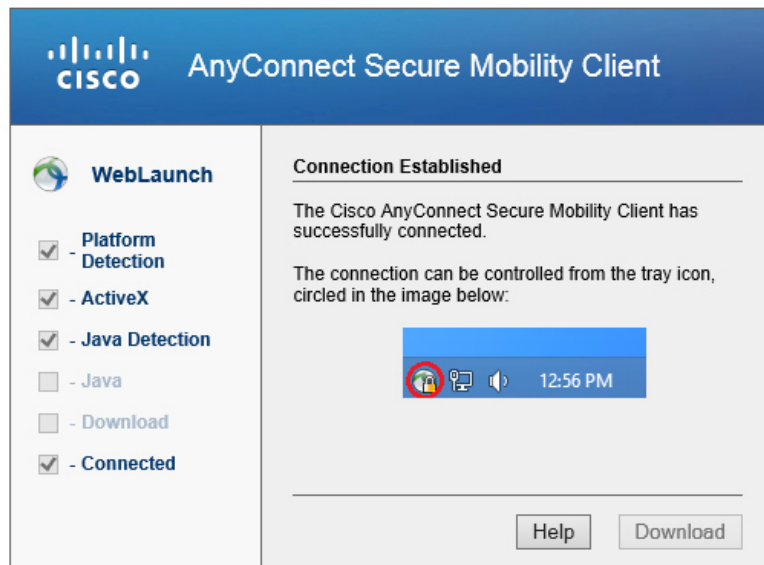 CISCO
AnyConnect Secure Mobility Client
WebLaunch
- Platform
Detection
- ActiveX
- Java Detection
- Java
- Download
- Connected
Connection Established
The Cisco AnyConnect Secure Mobility Client has
successfully connected.
The connection can be controlled from the tray icon,
circled in the image below:
12:56 PM
Help
Download